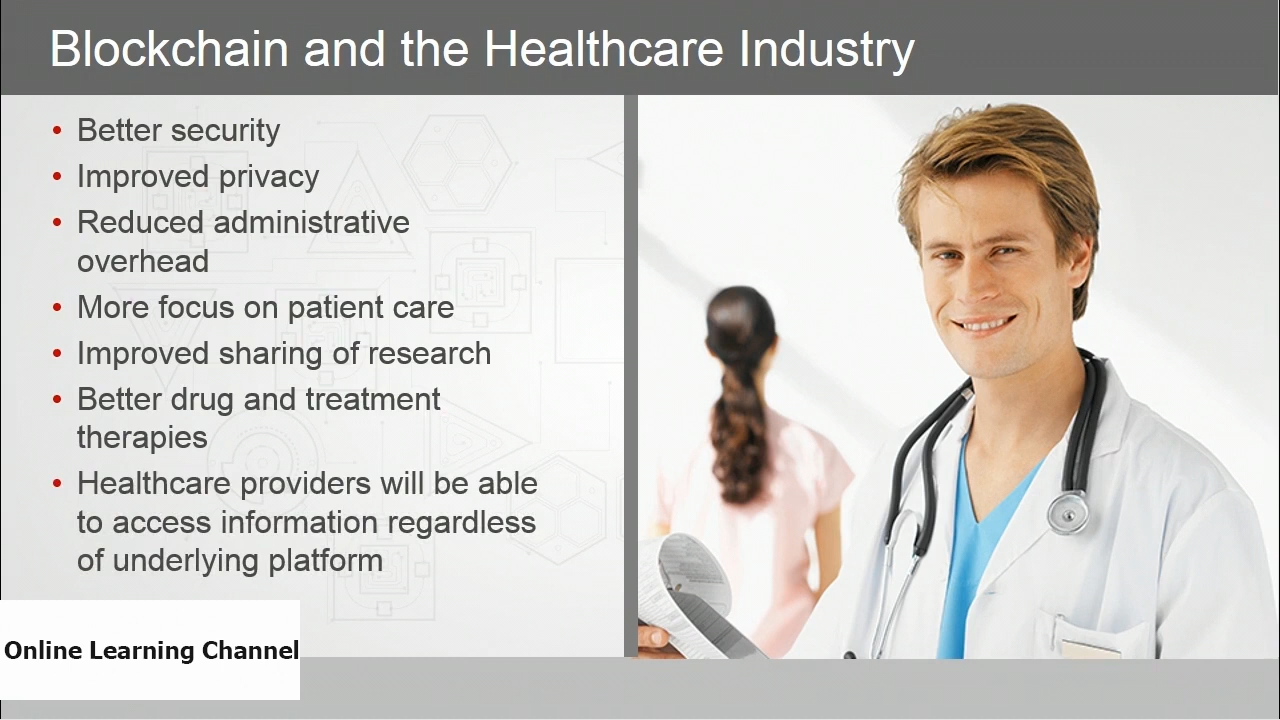 Blockchain and the Healthcare Industry
• Better security
• Improved privacy
• Reduced administrative
overhead
• More focus on patient care
• Improved sharing of research
• Better drug and treatment
therapies
• Healthcare providers will be able
to access information regardless
of underlying platform
Online Learning Channel